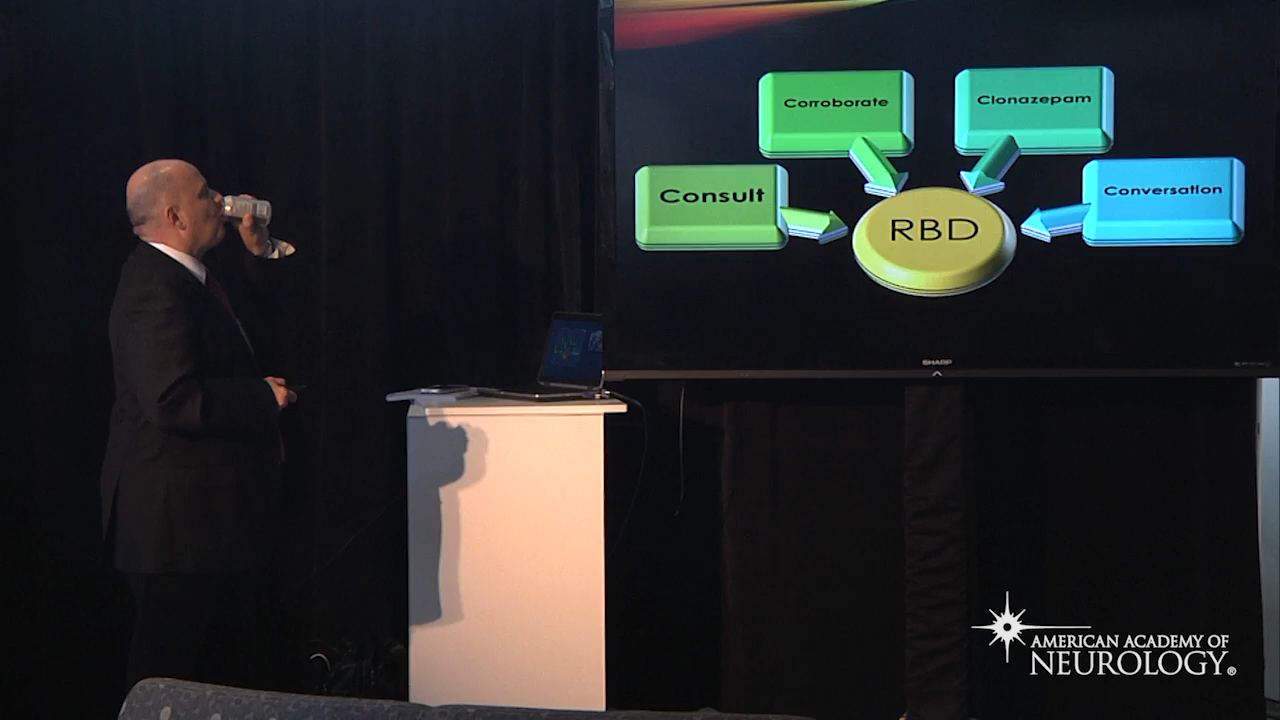 Corroborate
Clonazepam
Consult
Conversation
RBD
SHARP
AMERICAN ACADEMY OF
NEUROLOGY®